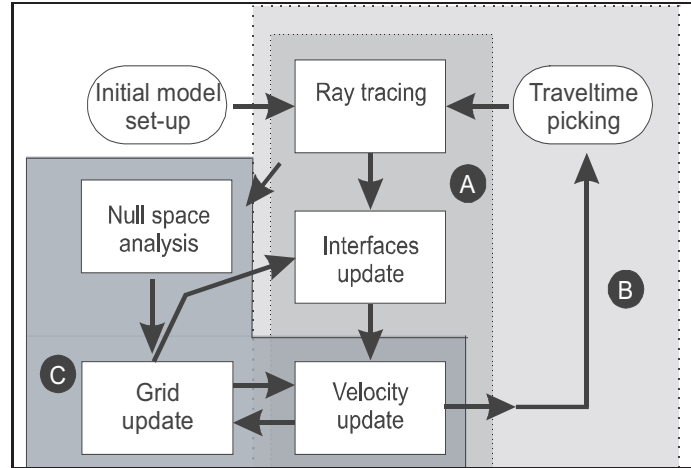 Initial model
set-up
Ray tracing
Traveltime
picking
A
Null space
analysis
Interfaces
update
B
C
Grid
update
Velocity
update